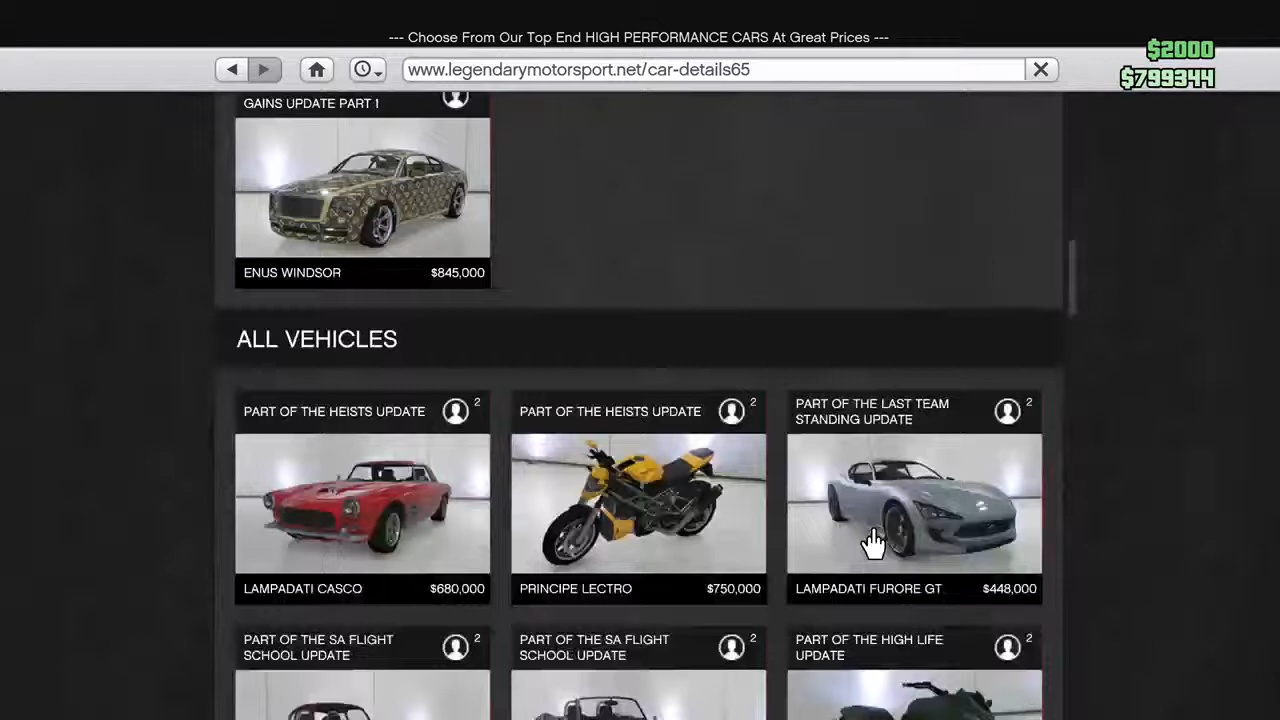 --- Choose From Our Top End HIGH PERFORMANCE CARS At Great Prices ---
$2000
www.legendarymotorsport.net/car-details65
$799344
GAINS UPDATE PART 1
ENUS WINDSOR $845,000
ALL VEHICLES
PART OF THE HEISTS UPDATE 2
LAMPADATI CASCO $680,000
PART OF THE HEISTS UPDATE 2
PRINCIPE LECTRO $750,000
PART OF THE LAST TEAM 2
STANDING UPDATE
LAMPADATI FURORE GT $448,000
PART OF THE SA FLIGHT 2
SCHOOL UPDATE
PART OF THE SA FLIGHT 2
SCHOOL UPDATE
PART OF THE HIGH LIFE 2
UPDATE